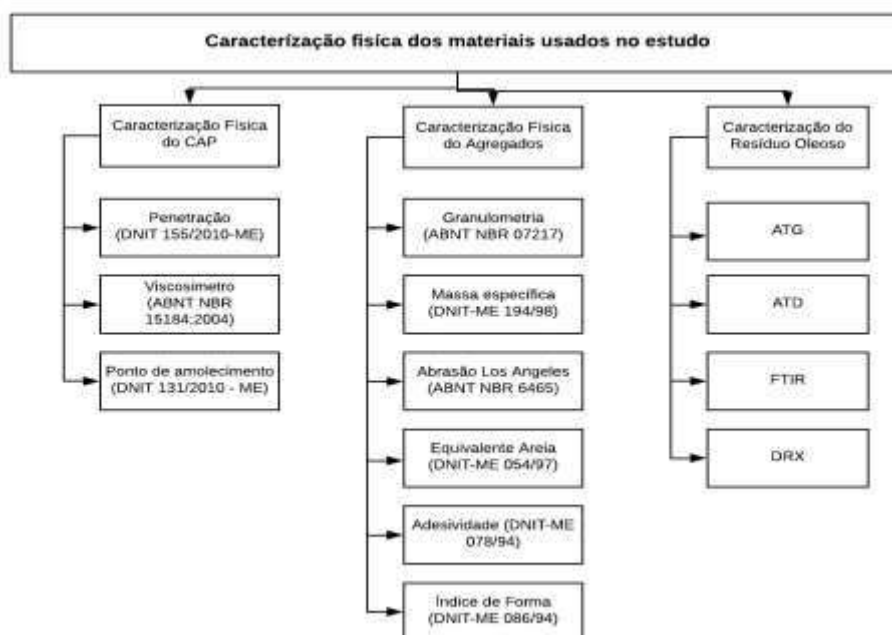 Caracterização fisíca dos materiais usados no estudo
Caracterização Física
do CAP
Penetração
(DNIT 155/2010-ME)
Viscosimetro
(ABNT NBR
15184:2004)
Ponto de amolecimento
(DNIT 131/2010 - ME)
Caracterização Física
do Agregados
Granulometria
(ABNT NBR 07217)
Massa específica
(DNIT-ME 194/98)
Abrasão Los Angeles
(ABNT NBR 6465)
Equivalente Areia
(DNIT-ME 054/97)
Adesividade (DNIT-ME
078/94)
Índice de Forma
(DNIT-ME 086/94)
Caracterização do
Resíduo Oleoso
ATG
ATD
FTIR
DRX